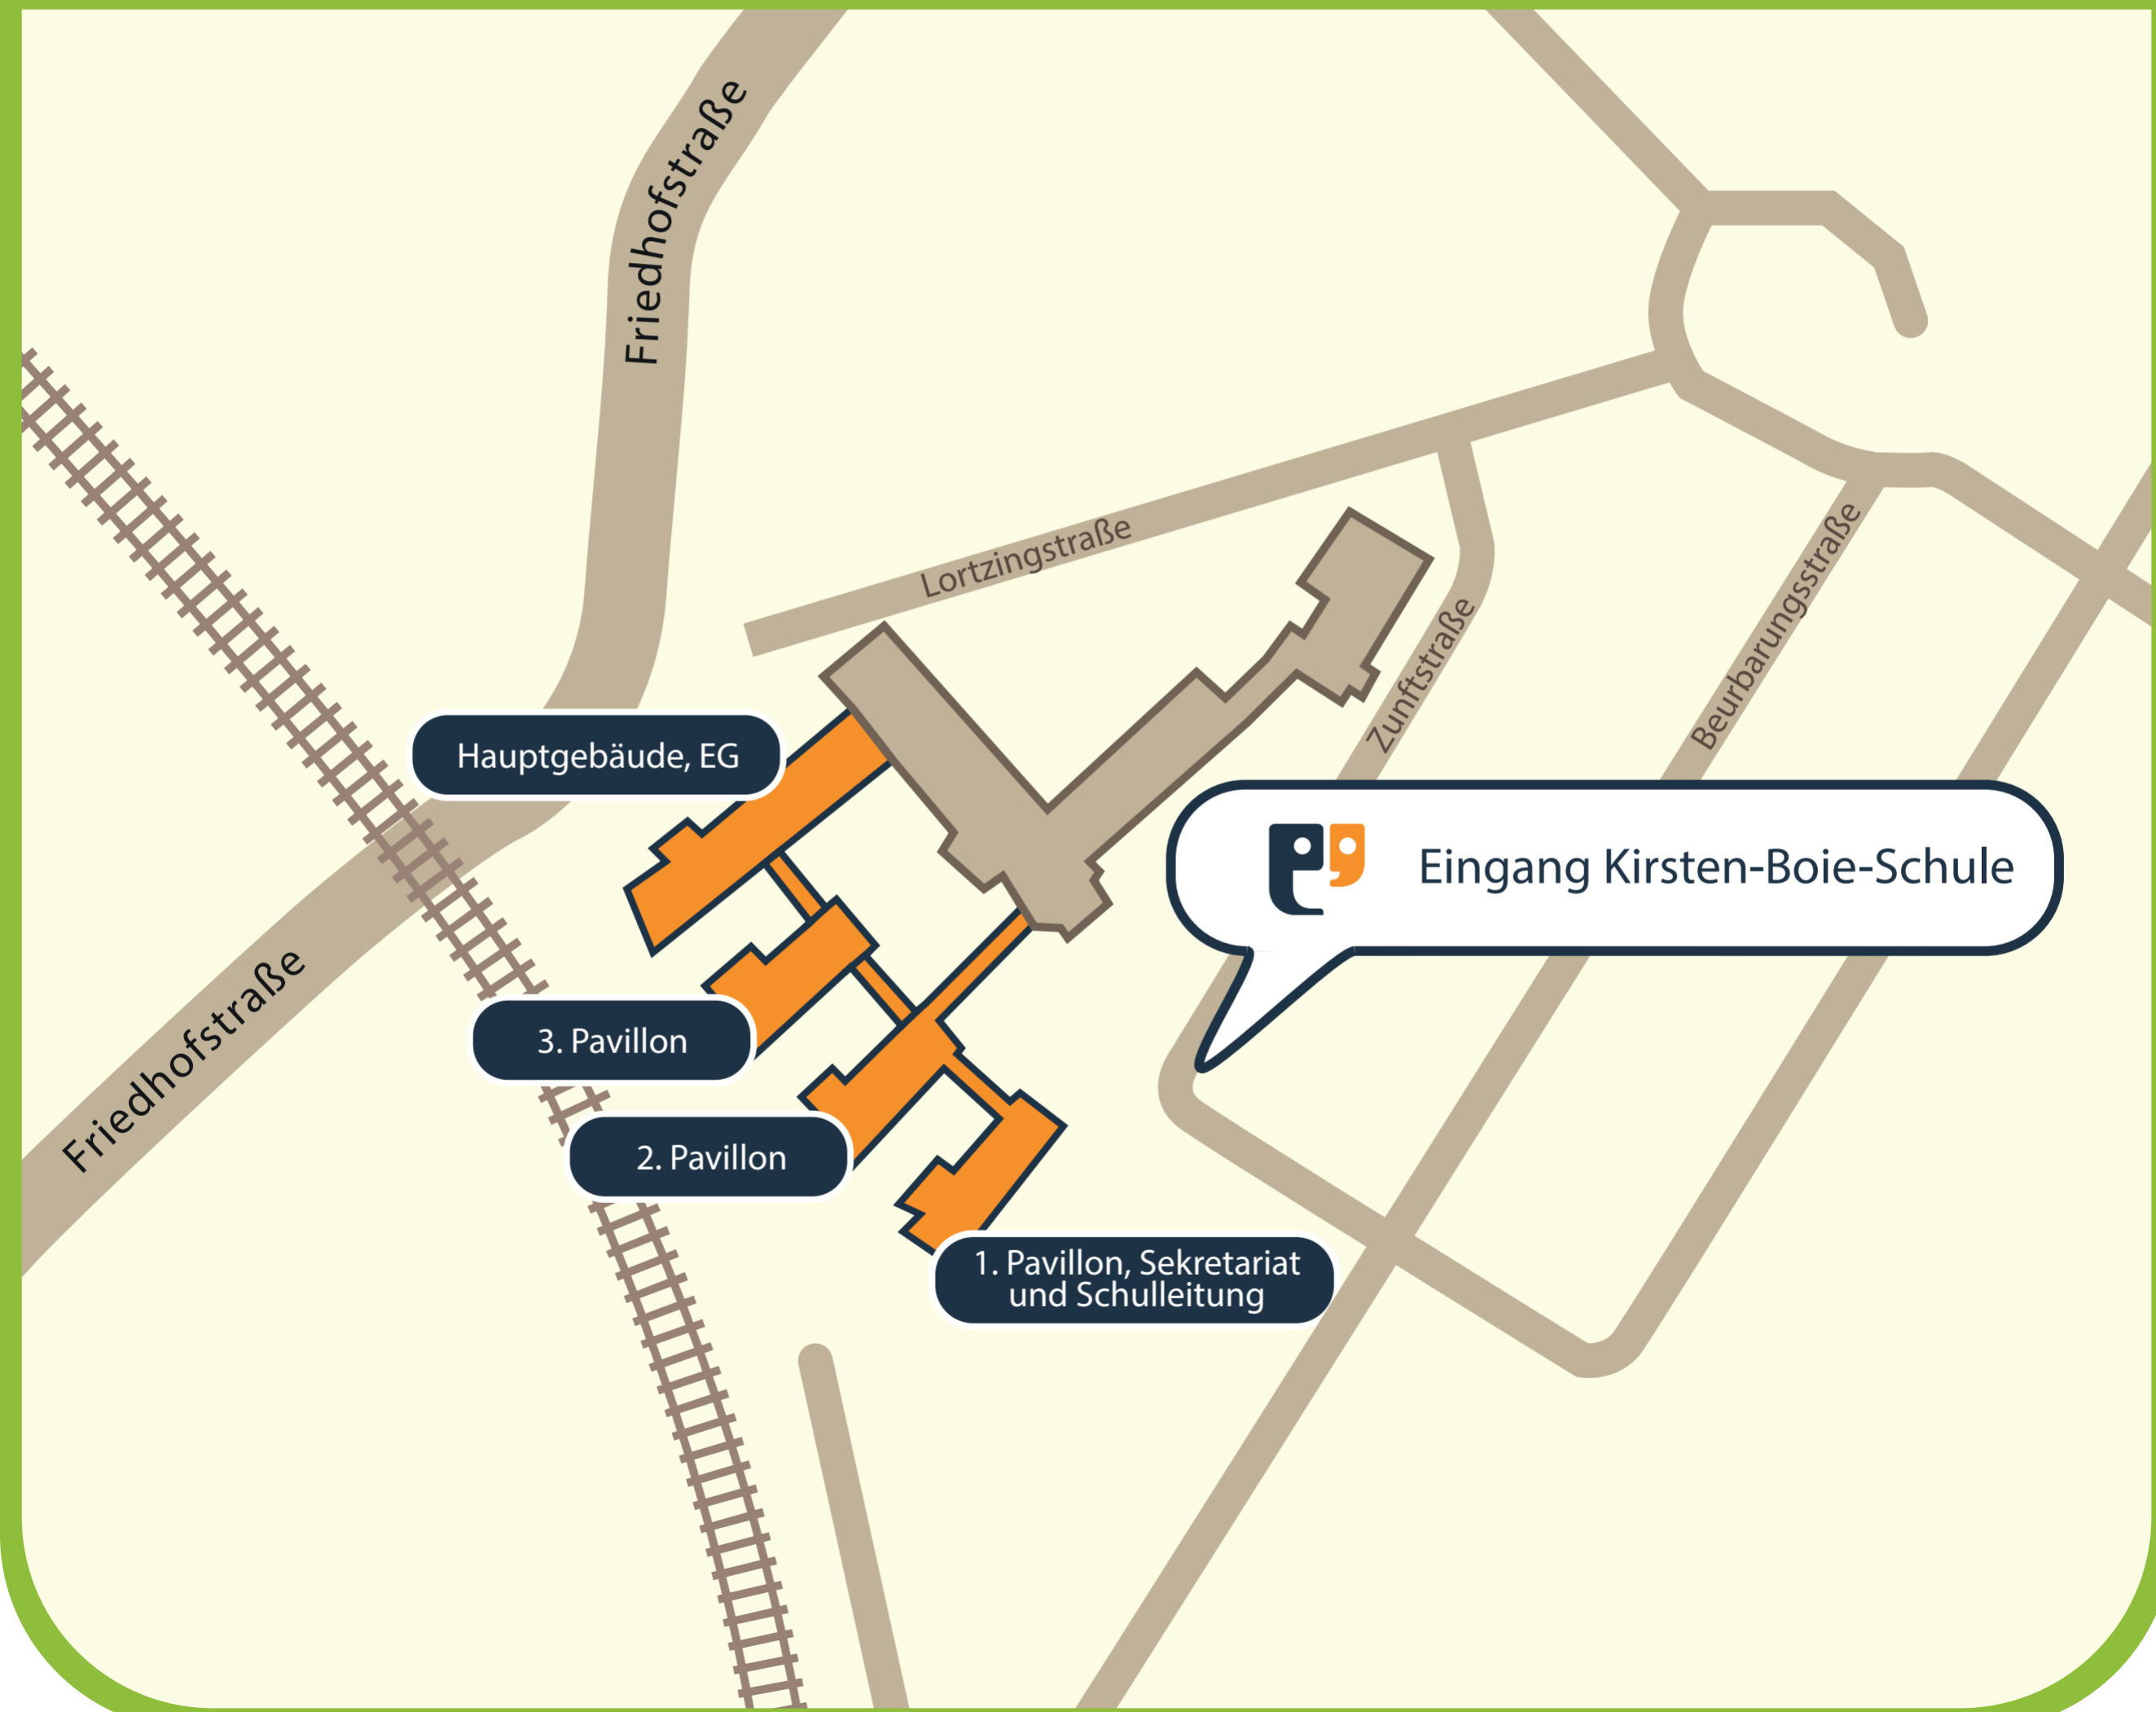 Friedhofstraße
Lortzingstraße
Zunftstraße
Beurbarungsstraße
Hauptgebäude, EG
Eingang Kirsten-Boie-Schule
Friedhofstraße
3. Pavillon
2. Pavillon
1. Pavillon, Sekretariat
und Schulleitung